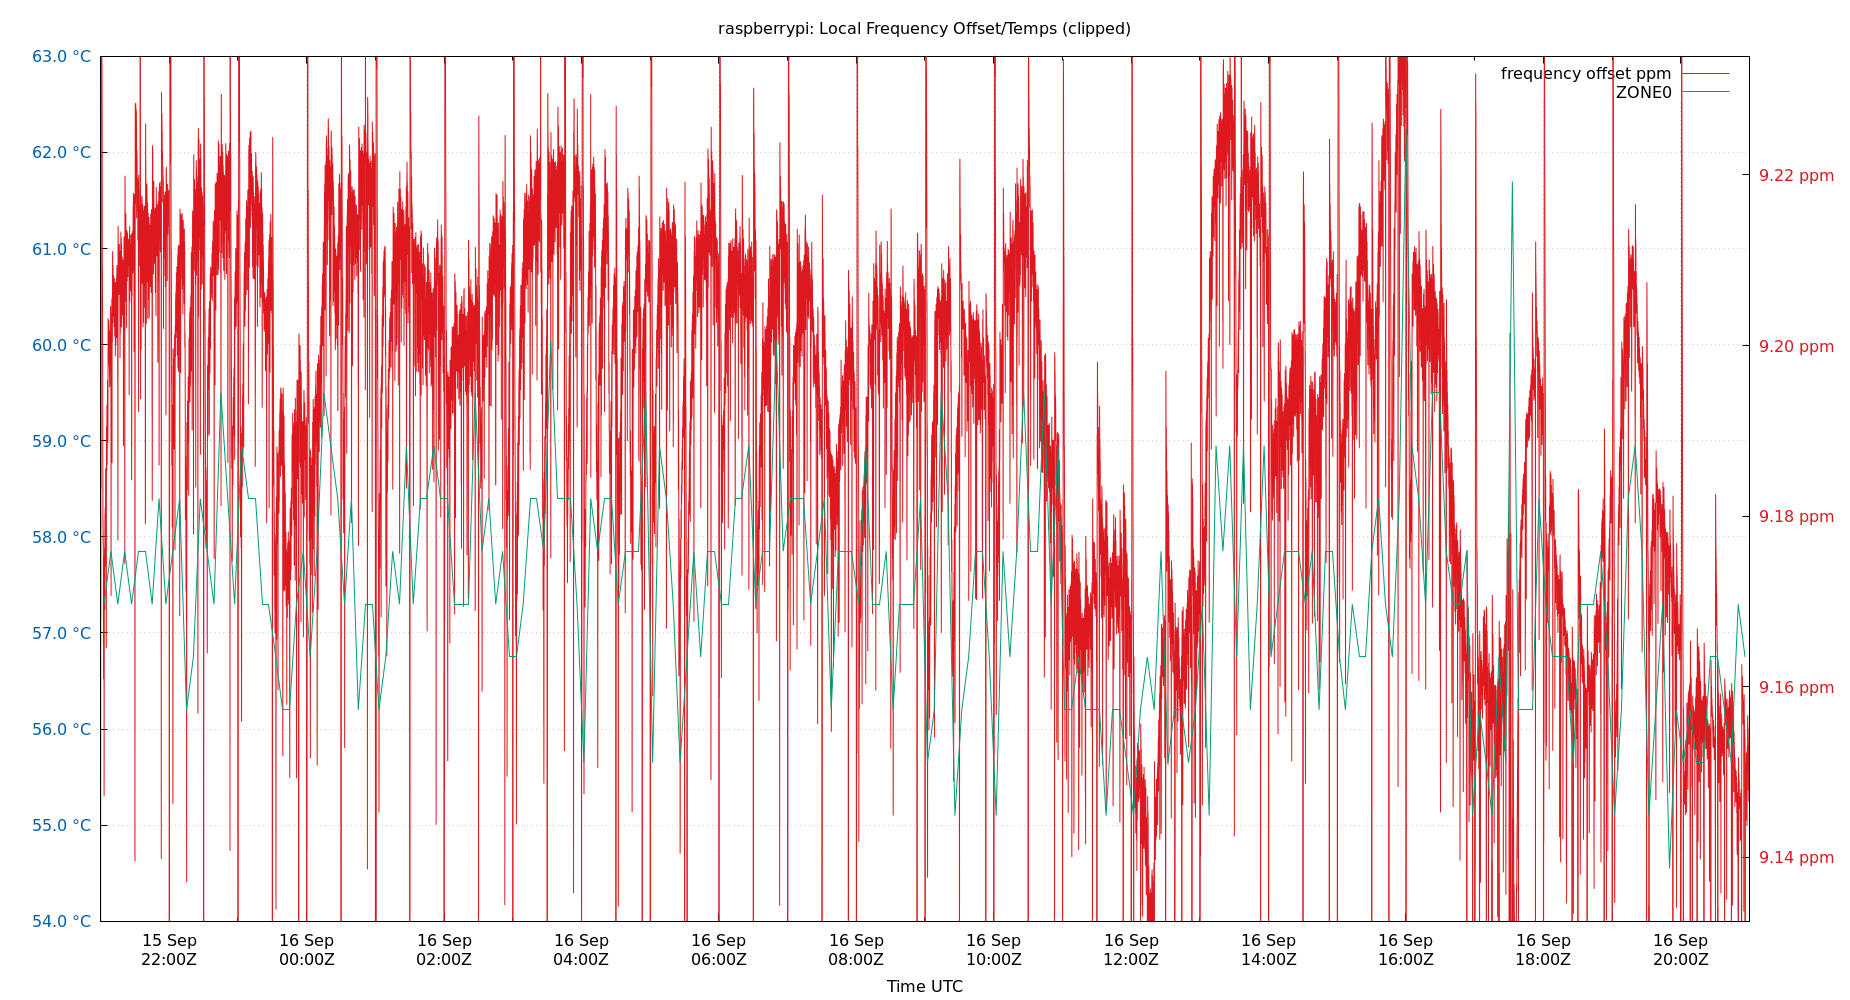 raspberrypi: Local Frequency Offset/Temps (clipped)
63.0 °C
62.0 °C
61.0 °C
60.0 °C
59.0 °C
58.0 °C
57.0 °C
56.0 °C
55.0 °C
54.0 °C
frequency offset ppm
ZONE0
9.22 ppm
9.20 ppm
9.18 ppm
9.16 ppm
9.14 ppm
15 Sep
22:00Z
16 Sep
00:00Z
16 Sep
02:00Z
16 Sep
04:00Z
16 Sep
06:00Z
16 Sep
08:00Z
16 Sep
10:00Z
16 Sep
12:00Z
16 Sep
14:00Z
16 Sep
16:00Z
16 Sep
18:00Z
16 Sep
20:00Z
Time UTC